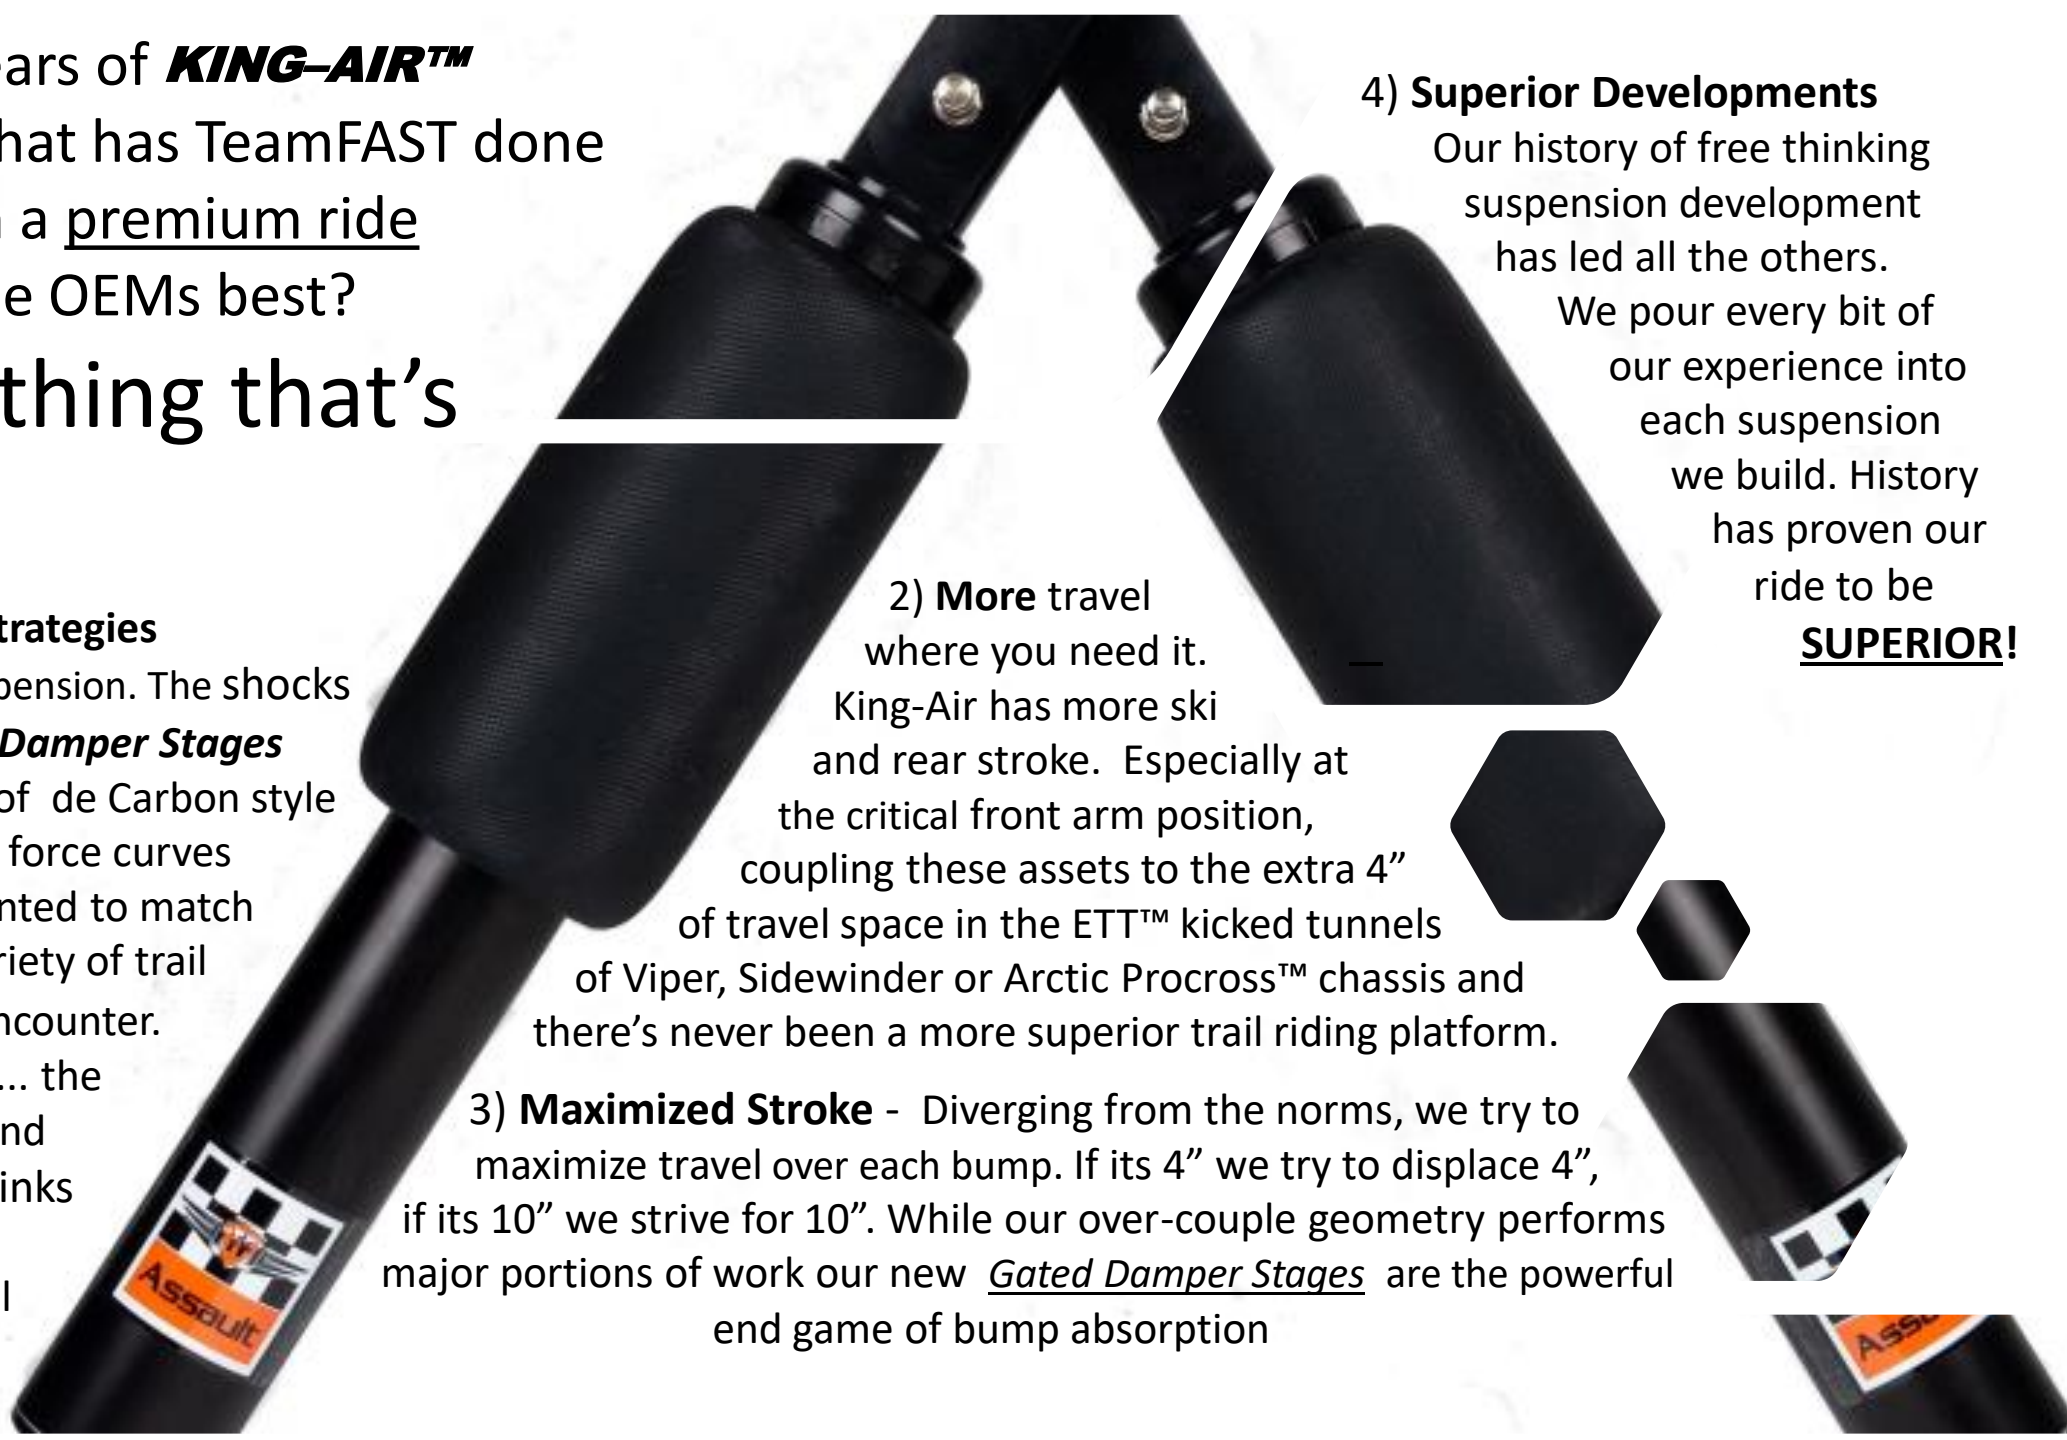 ars of KING–AIR™
hat has TeamFAST done
a premium ride
e OEMs best?
thing that's
trategies
pension. The shocks
Damper Stages
of de Carbon style
force curves
nted to match
riety of trail
ncounter.
... the
nd
inks
l
2) More travel
where you need it.
King-Air has more ski
and rear stroke. Especially at
the critical front arm position,
coupling these assets to the extra 4”
of travel space in the ETT™ kicked tunnels
of Viper, Sidewinder or Arctic Procross™ chassis and
there’s never been a more superior trail riding platform.
3) Maximized Stroke - Diverging from the norms, we try to
maximize travel over each bump. If its 4” we try to displace 4”,
if its 10” we strive for 10”. While our over-couple geometry performs
major portions of work our new Gated Damper Stages are the powerful
end game of bump absorption
4) Superior Developments
Our history of free thinking
suspension development
has led all the others.
We pour every bit of
our experience into
each suspension
we build. History
has proven our
ride to be
SUPERIOR!
Assault
Ass